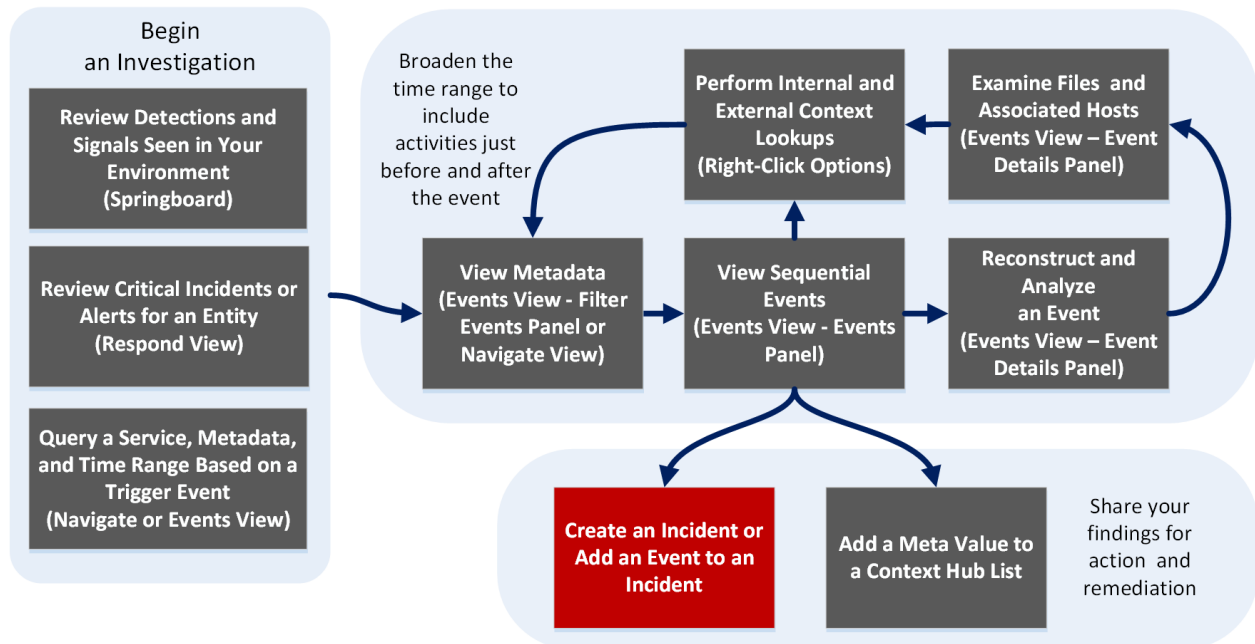 Begin
an Investigation
Review Detections and
Signals Seen in Your
Environment
(Springboard)
Review Critical Incidents or
Alerts for an Entity
(Respond View)
Query a Service, Metadata,
and Time Range Based on a
Trigger Event
(Navigate or Events View)
Broaden the
time range to
include
activities just
before and after
the event
Perform Internal and
External Context
Lookups
(Right-Click Options)
Examine Files and
Associated Hosts
(Events View – Event
Details Panel)
View Metadata
(Events View - Filter
Events Panel or
Navigate View)
View Sequential
Events
(Events View - Events
Panel)
Reconstruct and
Analyze
an Event
(Events View – Event
Details Panel)
Create an Incident or
Add an Event to an
Incident
Add a Meta Value to
a Context Hub List
Share your
findings for
action and
remediation